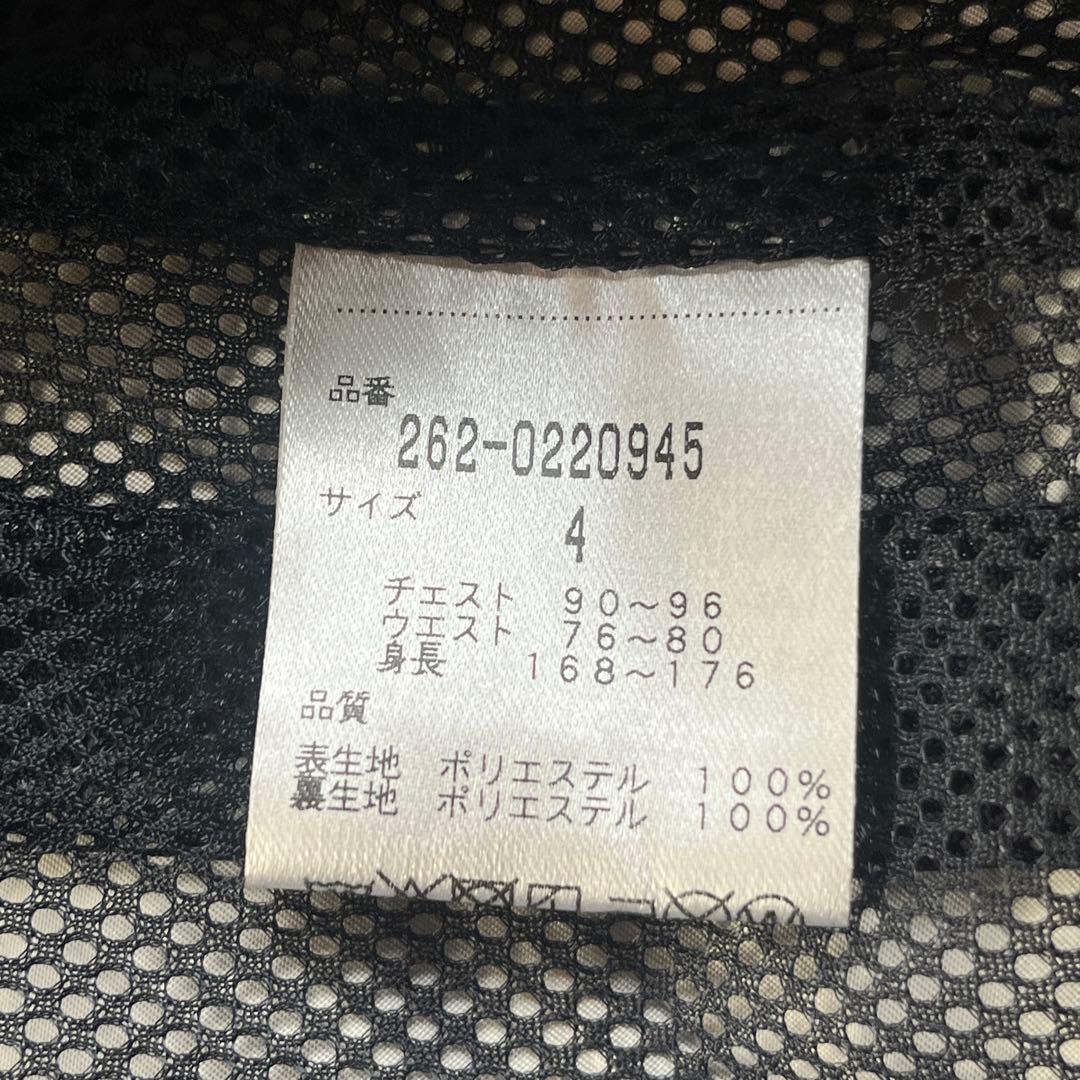 品番
262-0220945
サイズ
4
チェスト 90~96
ウエスト 76~80
身長 168~176
品質
表生地 ポリエステル 100%
裏生地 ポリエステル 100%